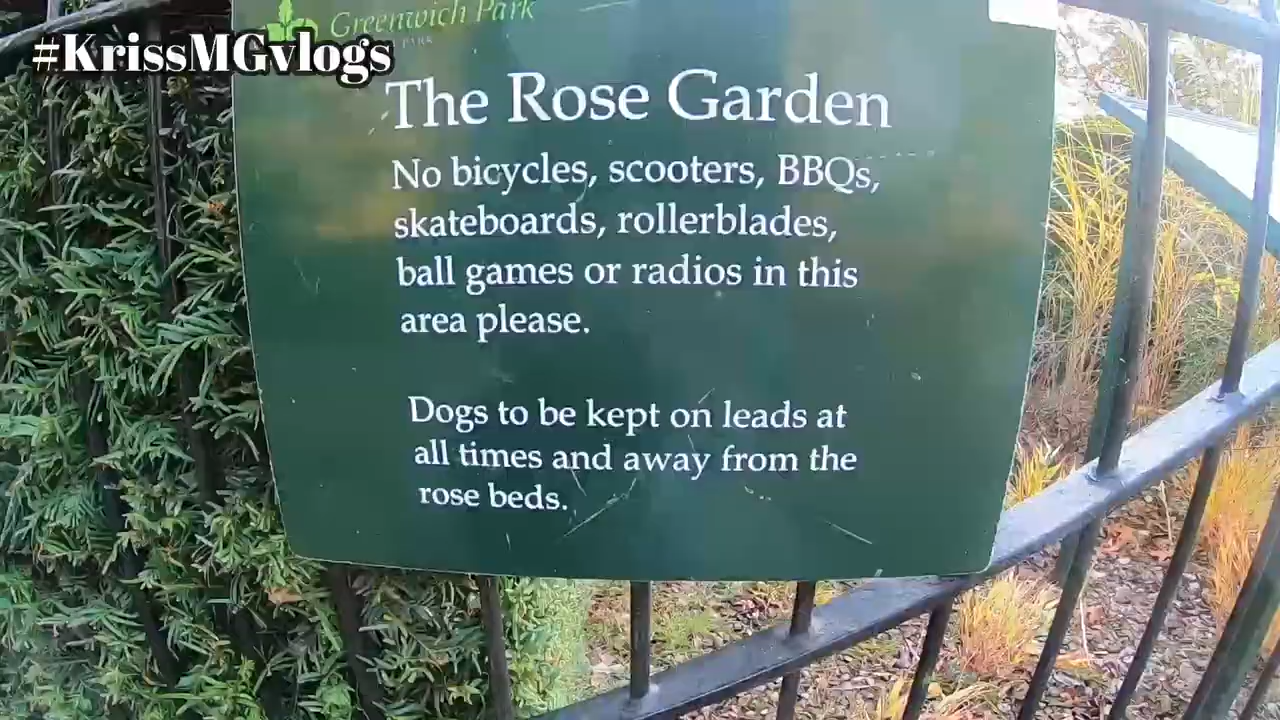 Greenwich Park
PARK
#KrissMGvlogs
The Rose Garden
No bicycles, scooters, BBQs,
skateboards, rollerblades,
ball games or radios in this
area please.
Dogs to be kept on leads at
all times and away from the
rose beds.